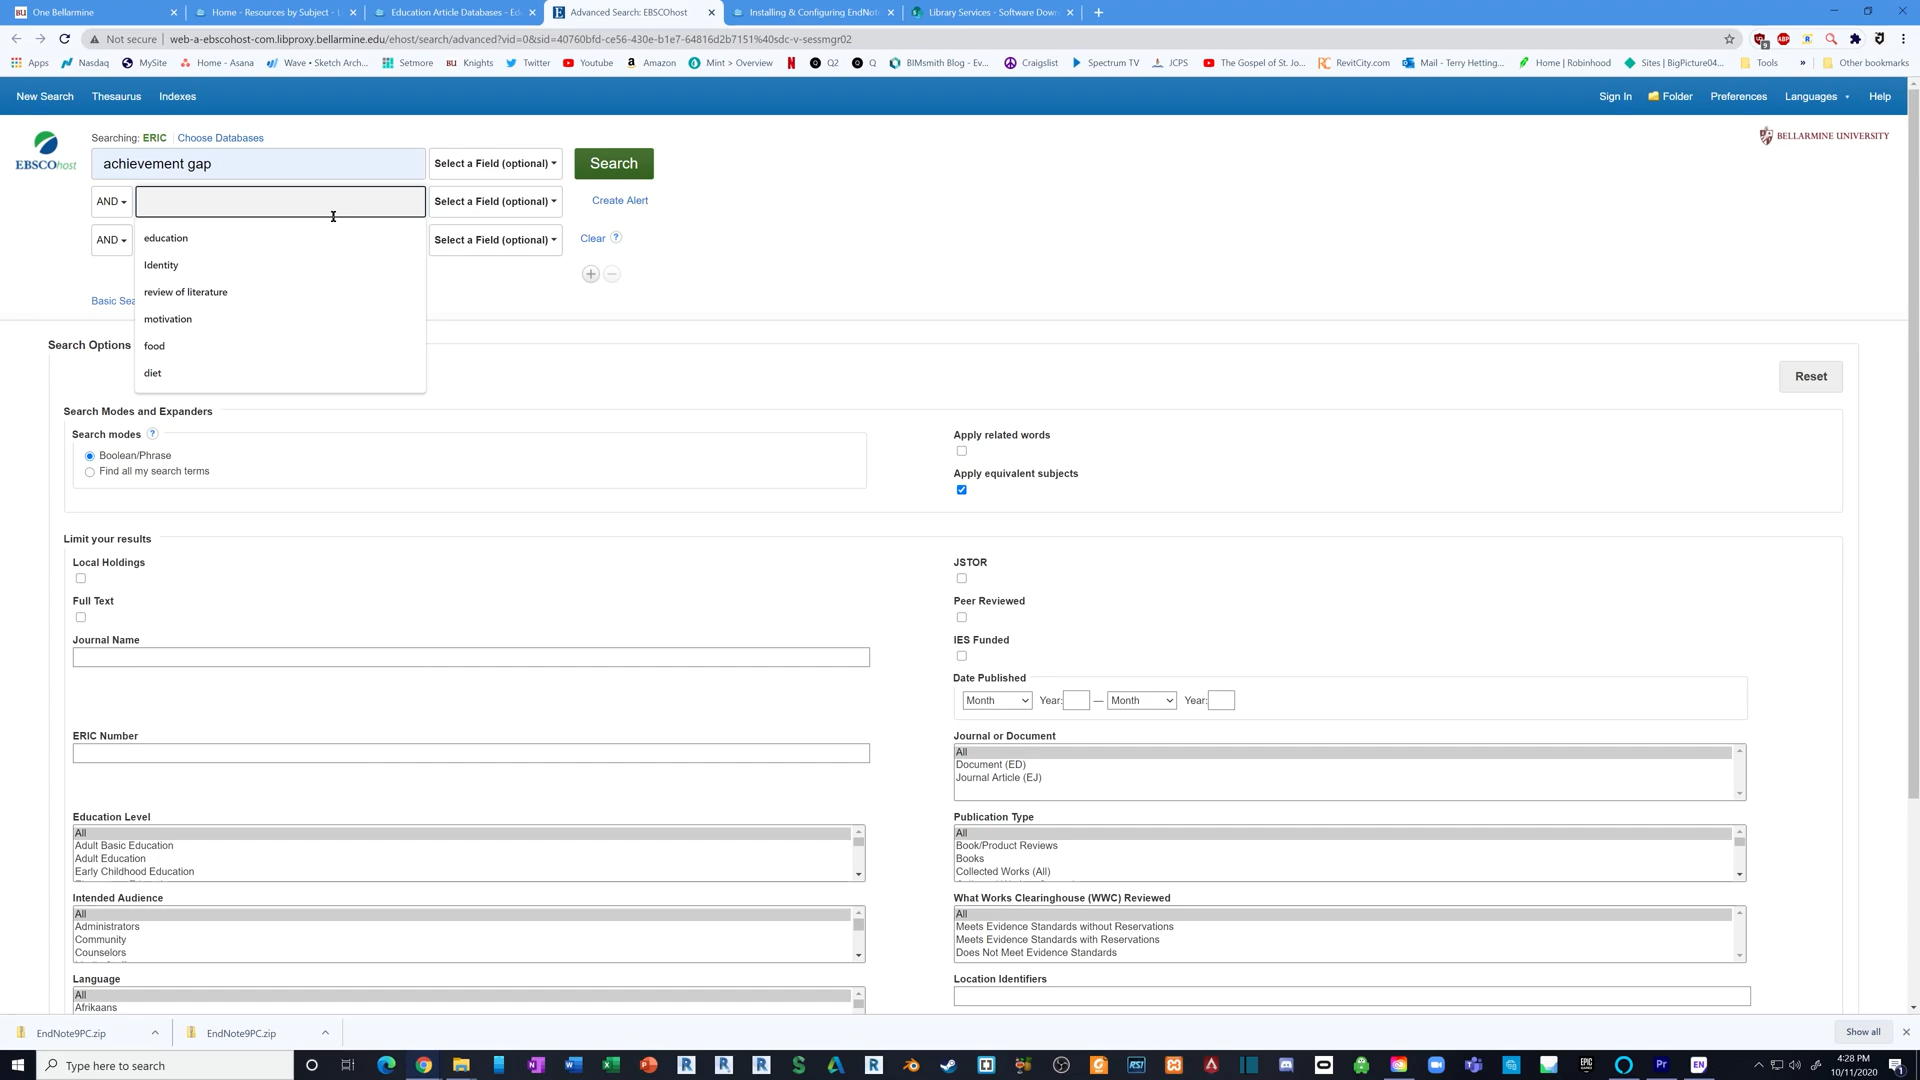 One Bellarmine
Home - Resources by Subject - L
Education Article Databases - Ed
Advanced Search: EBSCOhost
Installing & Configuring EndNot
Library Services - Software Down
Not secure
web-a-ebscohost-com.libproxy.bellarmine.edu/ehost/search/advanced?vid=0&sid=40760bfd-ce56-430e-b1e7-64816d2b7151%40sdc-v-sessmgr02
Apps
Nasdaq
MySite
Home - Asana
Wave • Sketch Arch...
Setmore
Knights
Twitter
Youtube
Amazon
Mint > Overview
Q2
Q
BIMsmith Blog - Ev...
Craigslist
Spectrum TV
JCPS
The Gospel of St. Jo...
RevitCity.com
Mail - Terry Hetting...
Home | Robinhood
Sites | BigPicture04...
Tools
»
Other bookmarks
New Search
Thesaurus
Indexes
Sign In
Folder
Preferences
Languages
Help
EBSCOhost
Searching: ERIC
Choose Databases
BELLARMINE UNIVERSITY
achievement gap
Select a Field (optional)
Search
AND
Select a Field (optional)
Create Alert
AND
Select a Field (optional)
Clear ?
education
Identity
review of literature
motivation
food
diet
Basic Sea
Search Options
Reset
Search Modes and Expanders
Search modes ?
Boolean/Phrase
Find all my search terms
Apply related words
Apply equivalent subjects
Limit your results
Local Holdings
JSTOR
Full Text
Peer Reviewed
Journal Name
IES Funded
Date Published
Month Year: — Month Year:
ERIC Number
Journal or Document
All
Document (ED)
Journal Article (EJ)
Education Level
All
Adult Basic Education
Adult Education
Early Childhood Education
Publication Type
All
Book/Product Reviews
Books
Collected Works (All)
Intended Audience
All
Administrators
Community
Counselors
What Works Clearinghouse (WWC) Reviewed
All
Meets Evidence Standards without Reservations
Meets Evidence Standards with Reservations
Does Not Meet Evidence Standards
Language
All
Afrikaans
Location Identifiers
EndNote9PC.zip
EndNote9PC.zip
Show all
Type here to search
4:28 PM
10/11/2020